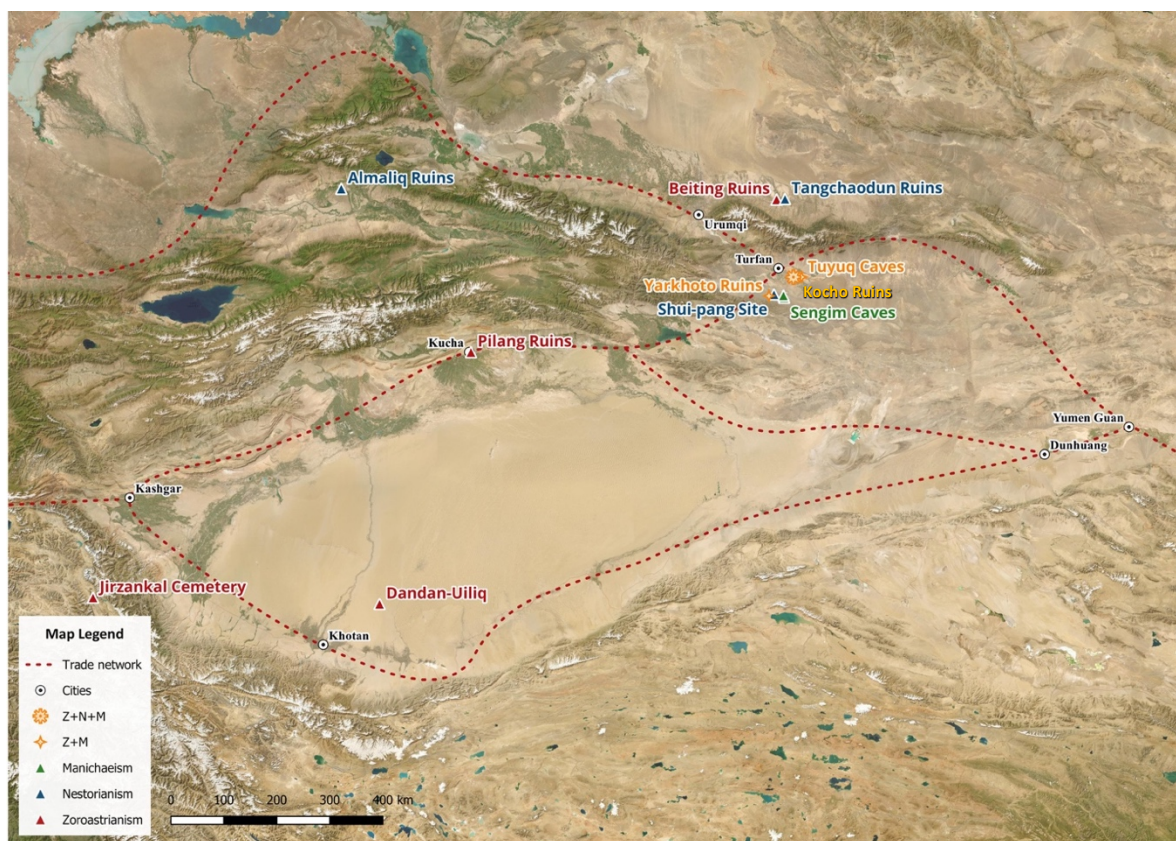 Almaliq Ruins
Beiting Ruins
Tangchaodun Ruins
Urumqi
Turfan
Tuyuq Caves
Yarkhoto Ruins
Kocho Ruins
Shui-pang Site
Sengim Caves
Kucha
Pilang Ruins
Yumen Guan
Dunhuang
Kashgar
Jirzankal Cemetery
Dandan-Uiliq
Khotan
Map Legend
Trade network
Cities
Z+N+M
Z+M
Manichaeism
Nestorianism
Zoroastrianism
0 100 200 300 400 km